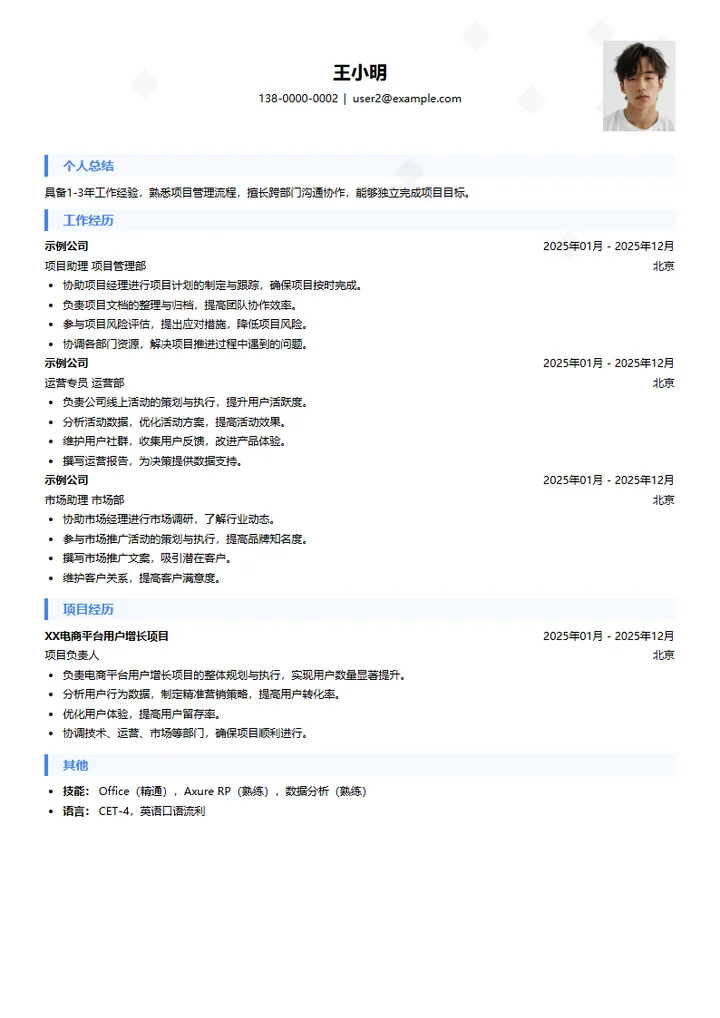 王小明
138-0000-0002 | user2@example.com
个人总结
具备1-3年工作经验，熟悉项目管理流程，擅长跨部门沟通协作，能够独立完成项目目标。
工作经历
示例公司 2025年01月 - 2025年12月
项目助理 项目管理部 北京
• 协助项目经理进行项目计划的制定与跟踪，确保项目按时完成。
• 负责项目文档的整理与归档，提高团队协作效率。
• 参与项目风险评估，提出应对措施，降低项目风险。
• 协调各部门资源，解决项目推进过程中遇到的问题。
示例公司 2025年01月 - 2025年12月
运营专员 运营部 北京
• 负责公司线上活动的策划与执行，提升用户活跃度。
• 分析活动数据，优化活动方案，提高活动效果。
• 维护用户社群，收集用户反馈，改进产品体验。
• 撰写运营报告，为决策提供数据支持。
示例公司 2025年01月 - 2025年12月
市场助理 市场部 北京
• 协助市场经理进行市场调研，了解行业动态。
• 参与市场推广活动的策划与执行，提高品牌知名度。
• 撰写市场推广文案，吸引潜在客户。
• 维护客户关系，提高客户满意度。
项目经历
XX电商平台用户增长项目 2025年01月 - 2025年12月
项目负责人 北京
• 负责电商平台用户增长项目的整体规划与执行，实现用户数量显著提升。
• 分析用户行为数据，制定精准营销策略，提高用户转化率。
• 优化用户体验，提高用户留存率。
• 协调技术、运营、市场等部门，确保项目顺利进行。
其他
• 技能： Office（精通）, Axure RP（熟练）, 数据分析（熟练）
• 语言： CET-4，英语口语流利